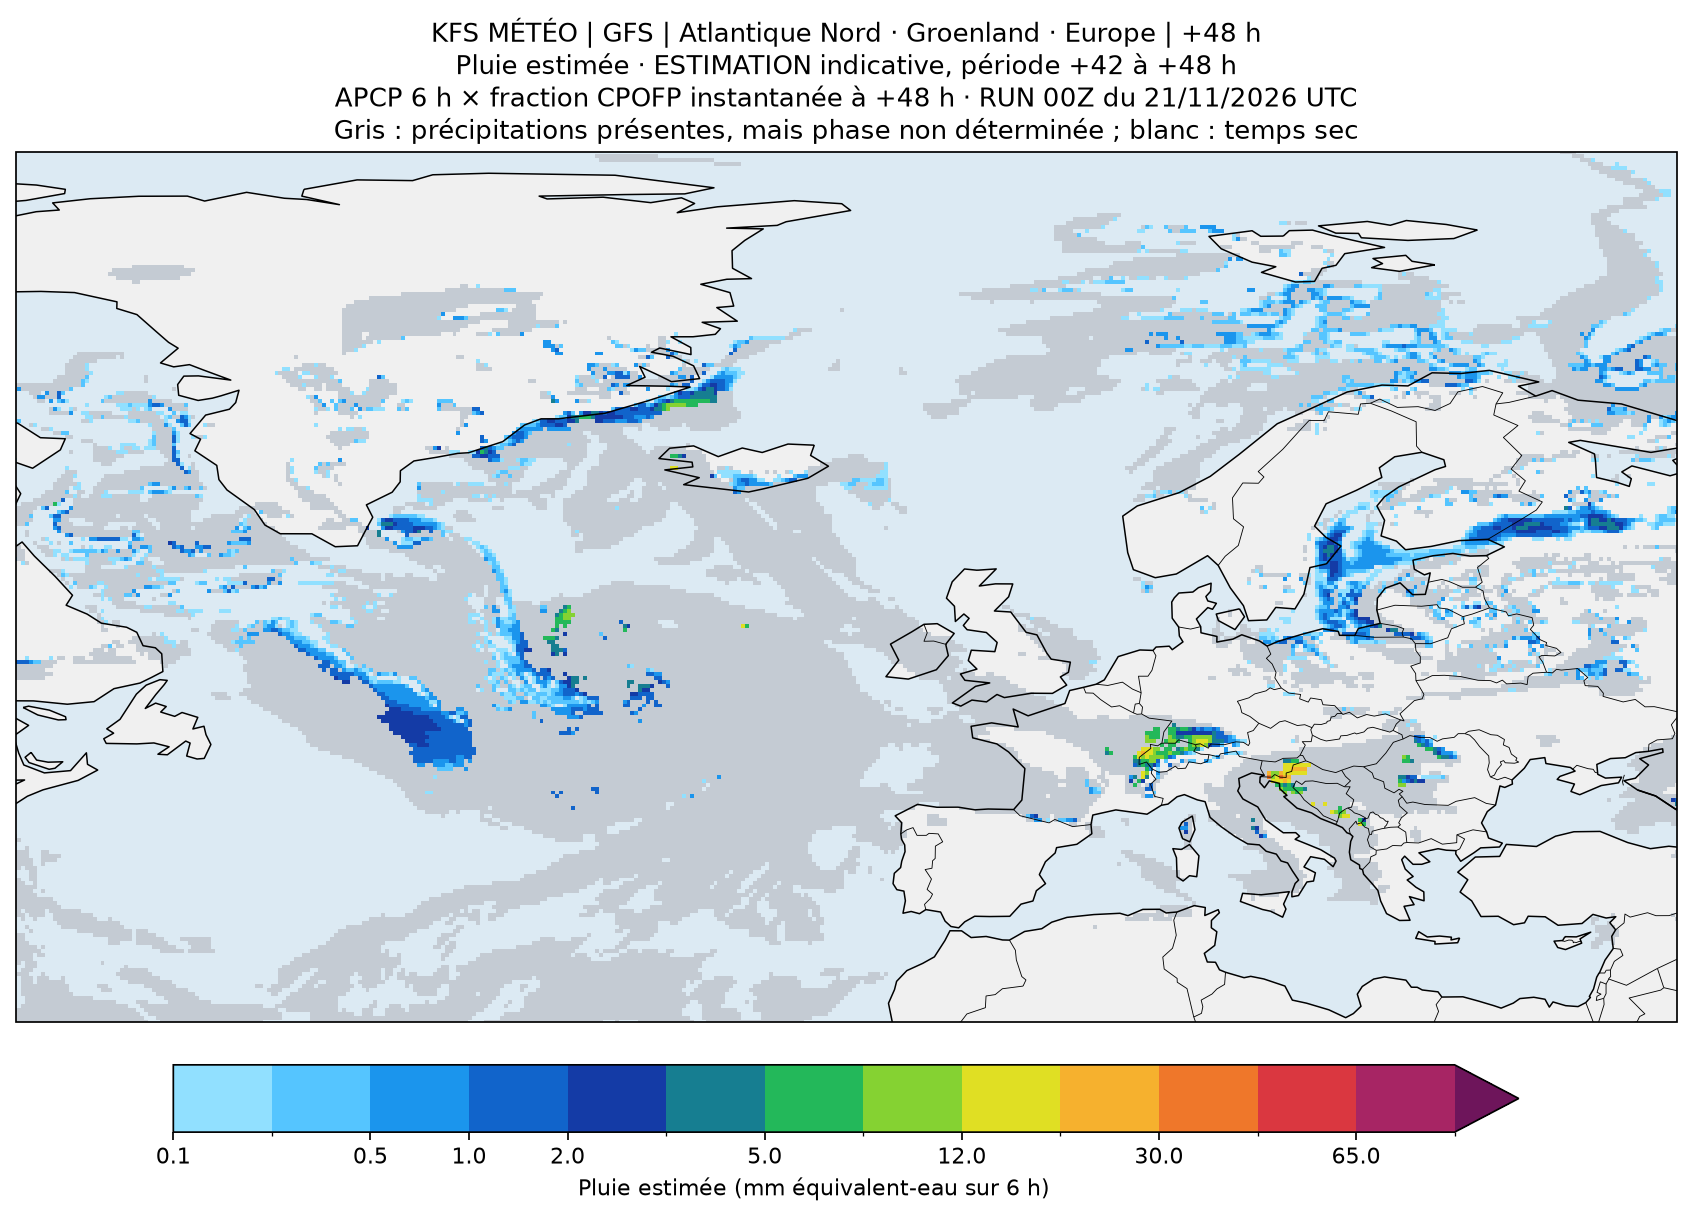 KFS MÉTÉO | GFS | Atlantique Nord · Groenland · Europe | +48 h
Pluie estimée · ESTIMATION indicative, période +42 à +48 h
APCP 6 h × fraction CPOFP instantanée à +48 h · RUN 00Z du 21/11/2026 UTC
Gris : précipitations présentes, mais phase non déterminée ; blanc : temps sec
0.1 0.5 1.0 2.0 5.0 12.0 30.0 65.0
Pluie estimée (mm équivalent-eau sur 6 h)